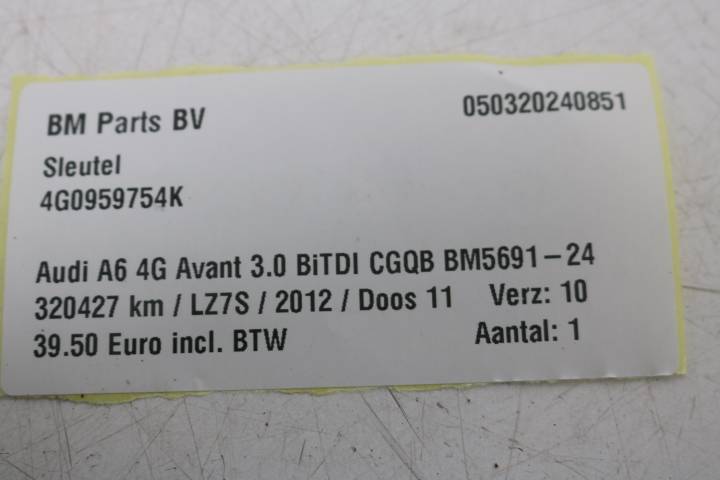 BM Parts BV 050320240851
Sleutel
4G0959754K
Audi A6 4G Avant 3.0 BiTDI CGQB BM5691-24
320427 km / LZ7S / 2012 / Doos 11 Verz: 10
39.50 Euro incl. BTW Aantal: 1